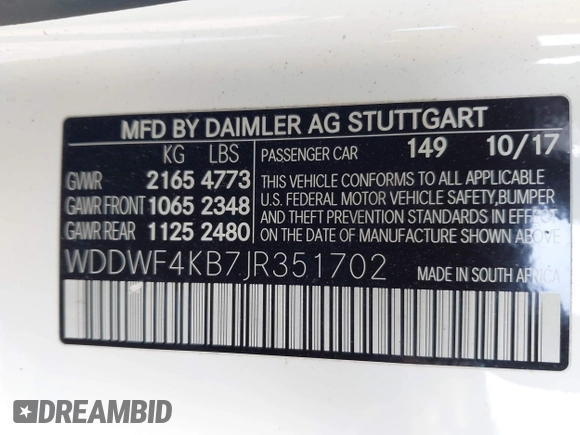 MFD BY DAIMLER AG STUTTGART
KG LBS
GVWR 2165 4773
GAWR FRONT 1065 2348
GAWR REAR 1125 2480
PASSENGER CAR 149 10/17
THIS VEHICLE CONFORMS TO ALL APPLICABLE
U.S. FEDERAL MOTOR VEHICLE SAFETY,BUMPER
AND THEFT PREVENTION STANDARDS IN EFFECT
ON THE DATE OF MANUFACTURE SHOWN ABOVE.
WDDWF4KB7JR351702 MADE IN SOUTH AFRICA
DREAMBID